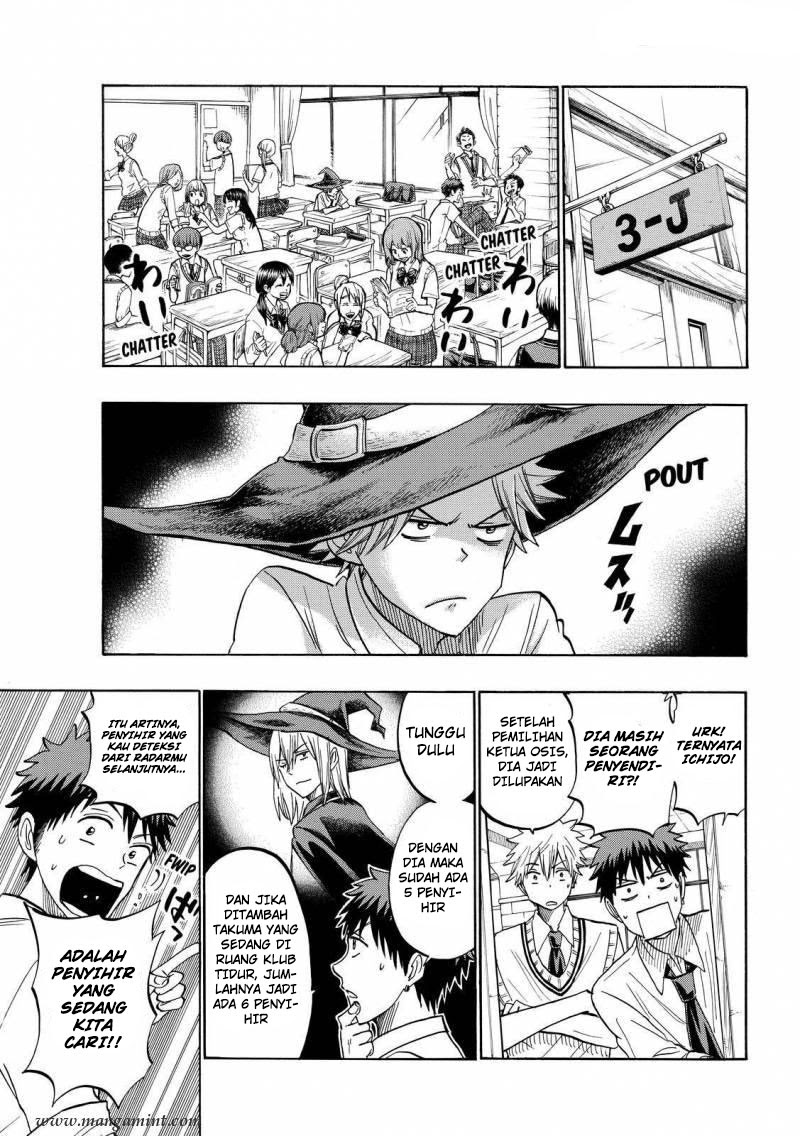 3-J
CHATTER
CHATTER
わいわい
CHATTER
わいわい
POUT
ムスッ
URK!
TERNYATA
ICHIJO!
DIA MASIH
SEORANG
PENYENDI-
RI?!
SETELAH
PEMILIHAN
KETUA OSIS,
DIA JADI
DILUPAKAN
TUNGGU
DULU
DENGAN
DIA MAKA
SUDAH ADA
5 PENYI-
HIR
DAN JIKA
DITAMBAH
TAKUMA YANG
SEDANG DI
RUANG KLUB
TIDUR, JUM-
LAHNYA JADI
ADA 6 PENYI-
HIR
ITU ARTINYA,
PENYIHIR YANG
KAU DETEKSI
DARI RADARMU
SELANJUTNYA...
FWIP
ばっ
ADALAH
PENYIHIR
YANG
SEDANG
KITA
CARI!!
www.mangamint.com